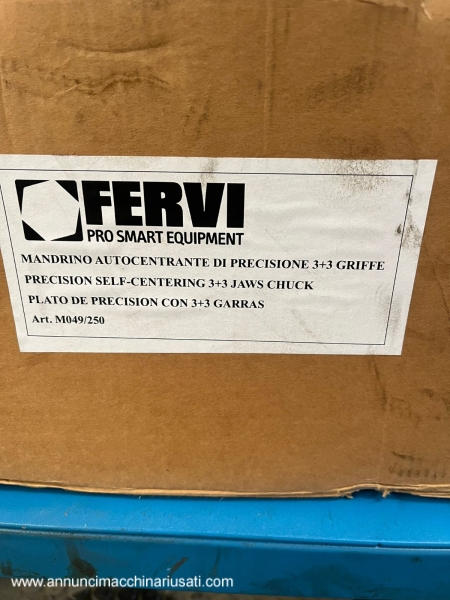 FERVI
PRO SMART EQUIPMENT
MANDRINO AUTOCENTRANTE DI PRECISIONE 3+3 GRIFFE
PRECISION SELF-CENTERING 3+3 JAWS CHUCK
PLATO DE PRECISION CON 3+3 GARRAS
Art. M049/250
www.annuncimacchinariusati.com